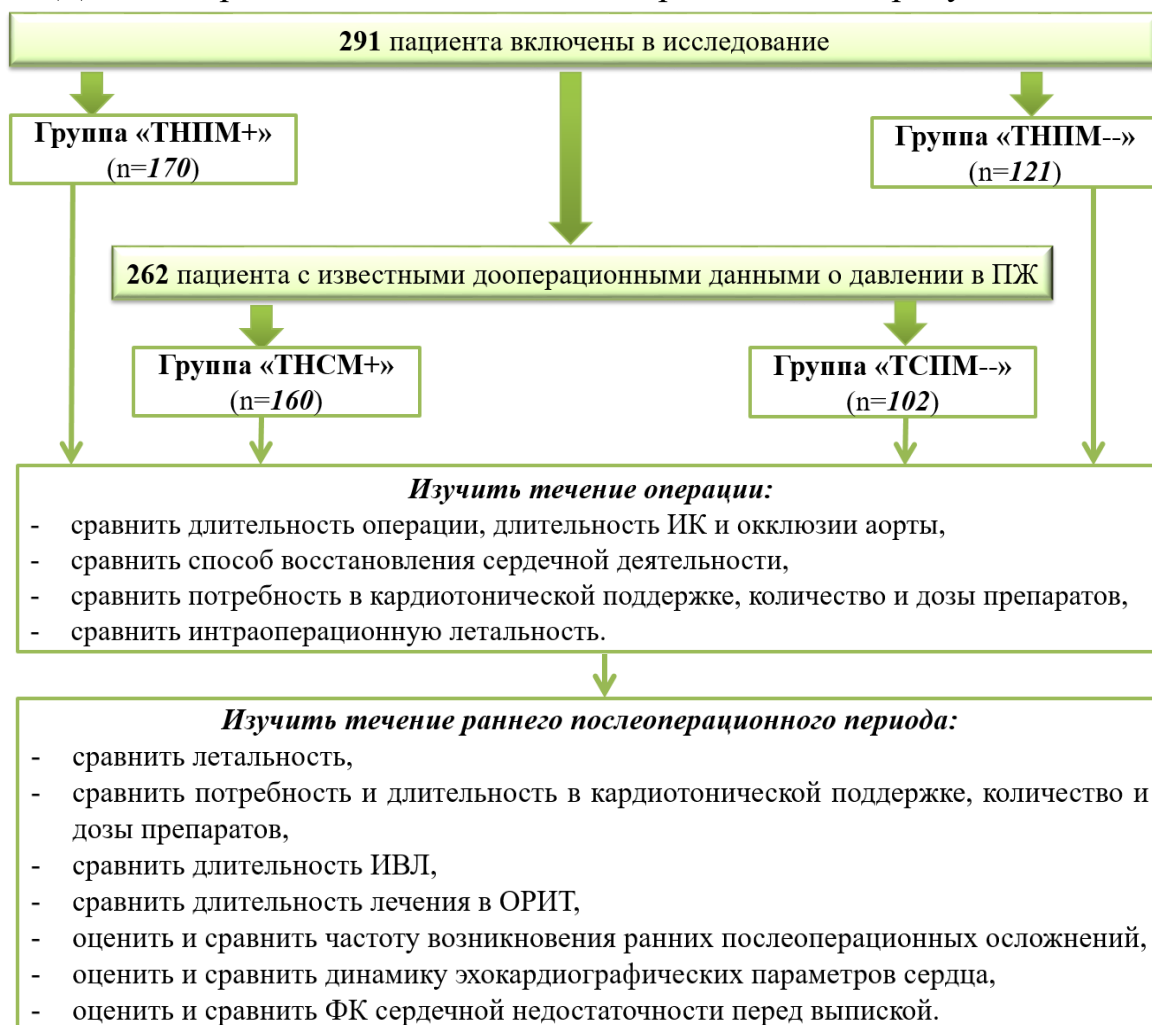 291 пациента включены в исследование
Группа «ТНПМ+»
(n=170)
Группа «ТНПМ--»
(n=121)
262 пациента с известными дооперационными данными о давлении в ПЖ
Группа «ТНСМ+»
(n=160)
Группа «ТСПМ--»
(n=102)
Изучить течение операции:
- сравнить длительность операции, длительность ИК и окклюзии аорты,
- сравнить способ восстановления сердечной деятельности,
- сравнить потребность в кардиотонической поддержке, количество и дозы препаратов,
- сравнить интраоперационную летальность.
Изучить течение раннего послеоперационного периода:
- сравнить летальность,
- сравнить потребность и длительность в кардиотонической поддержке, количество и
дозы препаратов,
- сравнить длительность ИВЛ,
- сравнить длительность лечения в ОРИТ,
- оценить и сравнить частоту возникновения ранних послеоперационных осложнений,
- оценить и сравнить динамику эхокардиографических параметров сердца,
- оценить и сравнить ФК сердечной недостаточности перед выпиской.